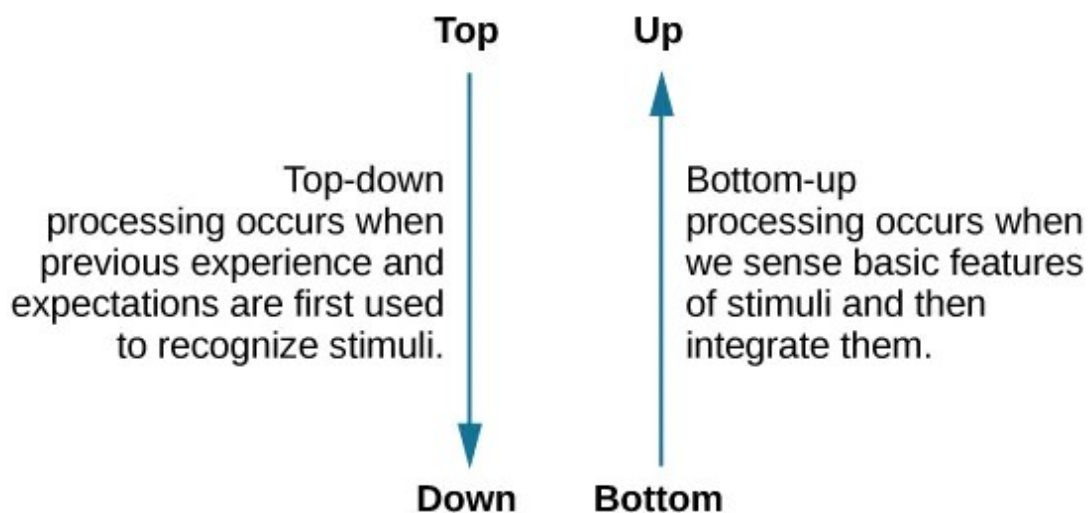 Top
Up
Top-down
processing occurs when
previous experience and
expectations are first used
to recognize stimuli.
Bottom-up
processing occurs when
we sense basic features
of stimuli and then
integrate them.
Down
Bottom